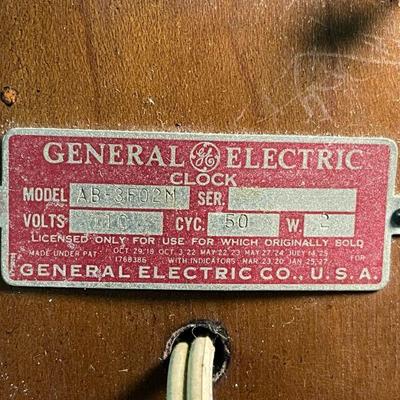 GENERAL GE ELECTRIC
CLOCK
MODEL AB-3F02M SER.
VOLTS 110 CYC. 50 W. 2
LICENSED ONLY FOR USE FOR WHICH ORIGINALLY SOLD
MADE UNDER PAT. OCT. 29,'18 OCT. 3,'22 MAY 22,'23 MAY 27,'24 JULY 14,'25 FOR
1768386 WITH INDICATORS MAR. 23,'20 JAN. 25,'27
GENERAL ELECTRIC CO., U.S.A.